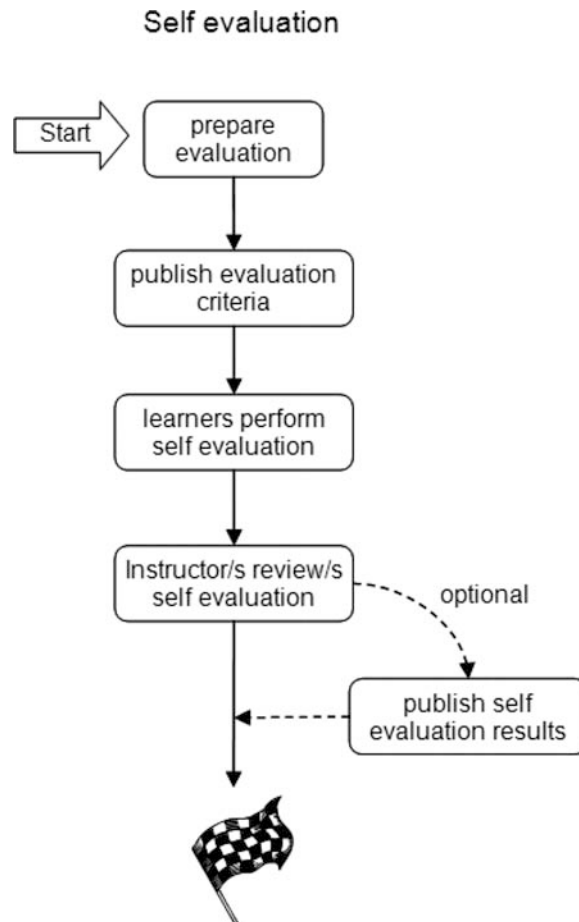 Self evaluation
Start
prepare
evaluation
publish evaluation
criteria
learners perform
self evaluation
Instructor/s review/s
self evaluation
optional
publish self
evaluation results